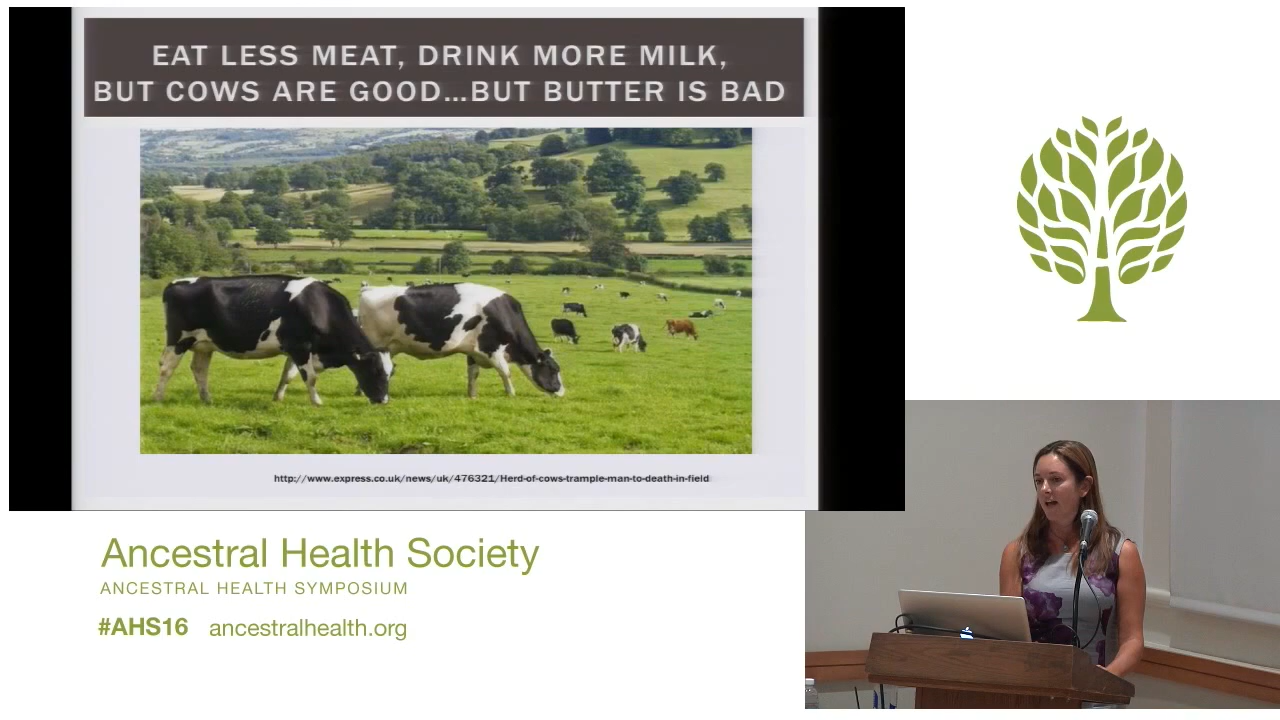 EAT LESS MEAT, DRINK MORE MILK,
BUT COWS ARE GOOD...BUT BUTTER IS BAD
http://www.express.co.uk/news/uk/476321/Herd-of-cows-trample-man-to-death-in-field
Ancestral Health Society
ANCESTRAL HEALTH SYMPOSIUM
#AHS16 ancestralhealth.org